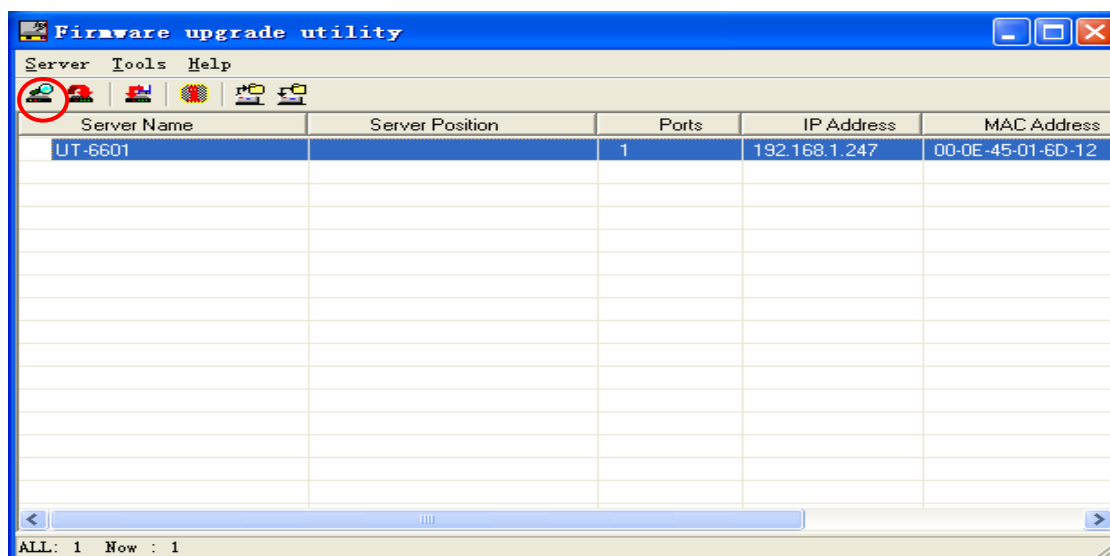 Firmware upgrade utility
Server Tools Help
Server Name Server Position Ports IP Address MAC Address
UT-6601 1 192.168.1.247 00-0E-45-01-6D-12
ALL: 1 Now : 1